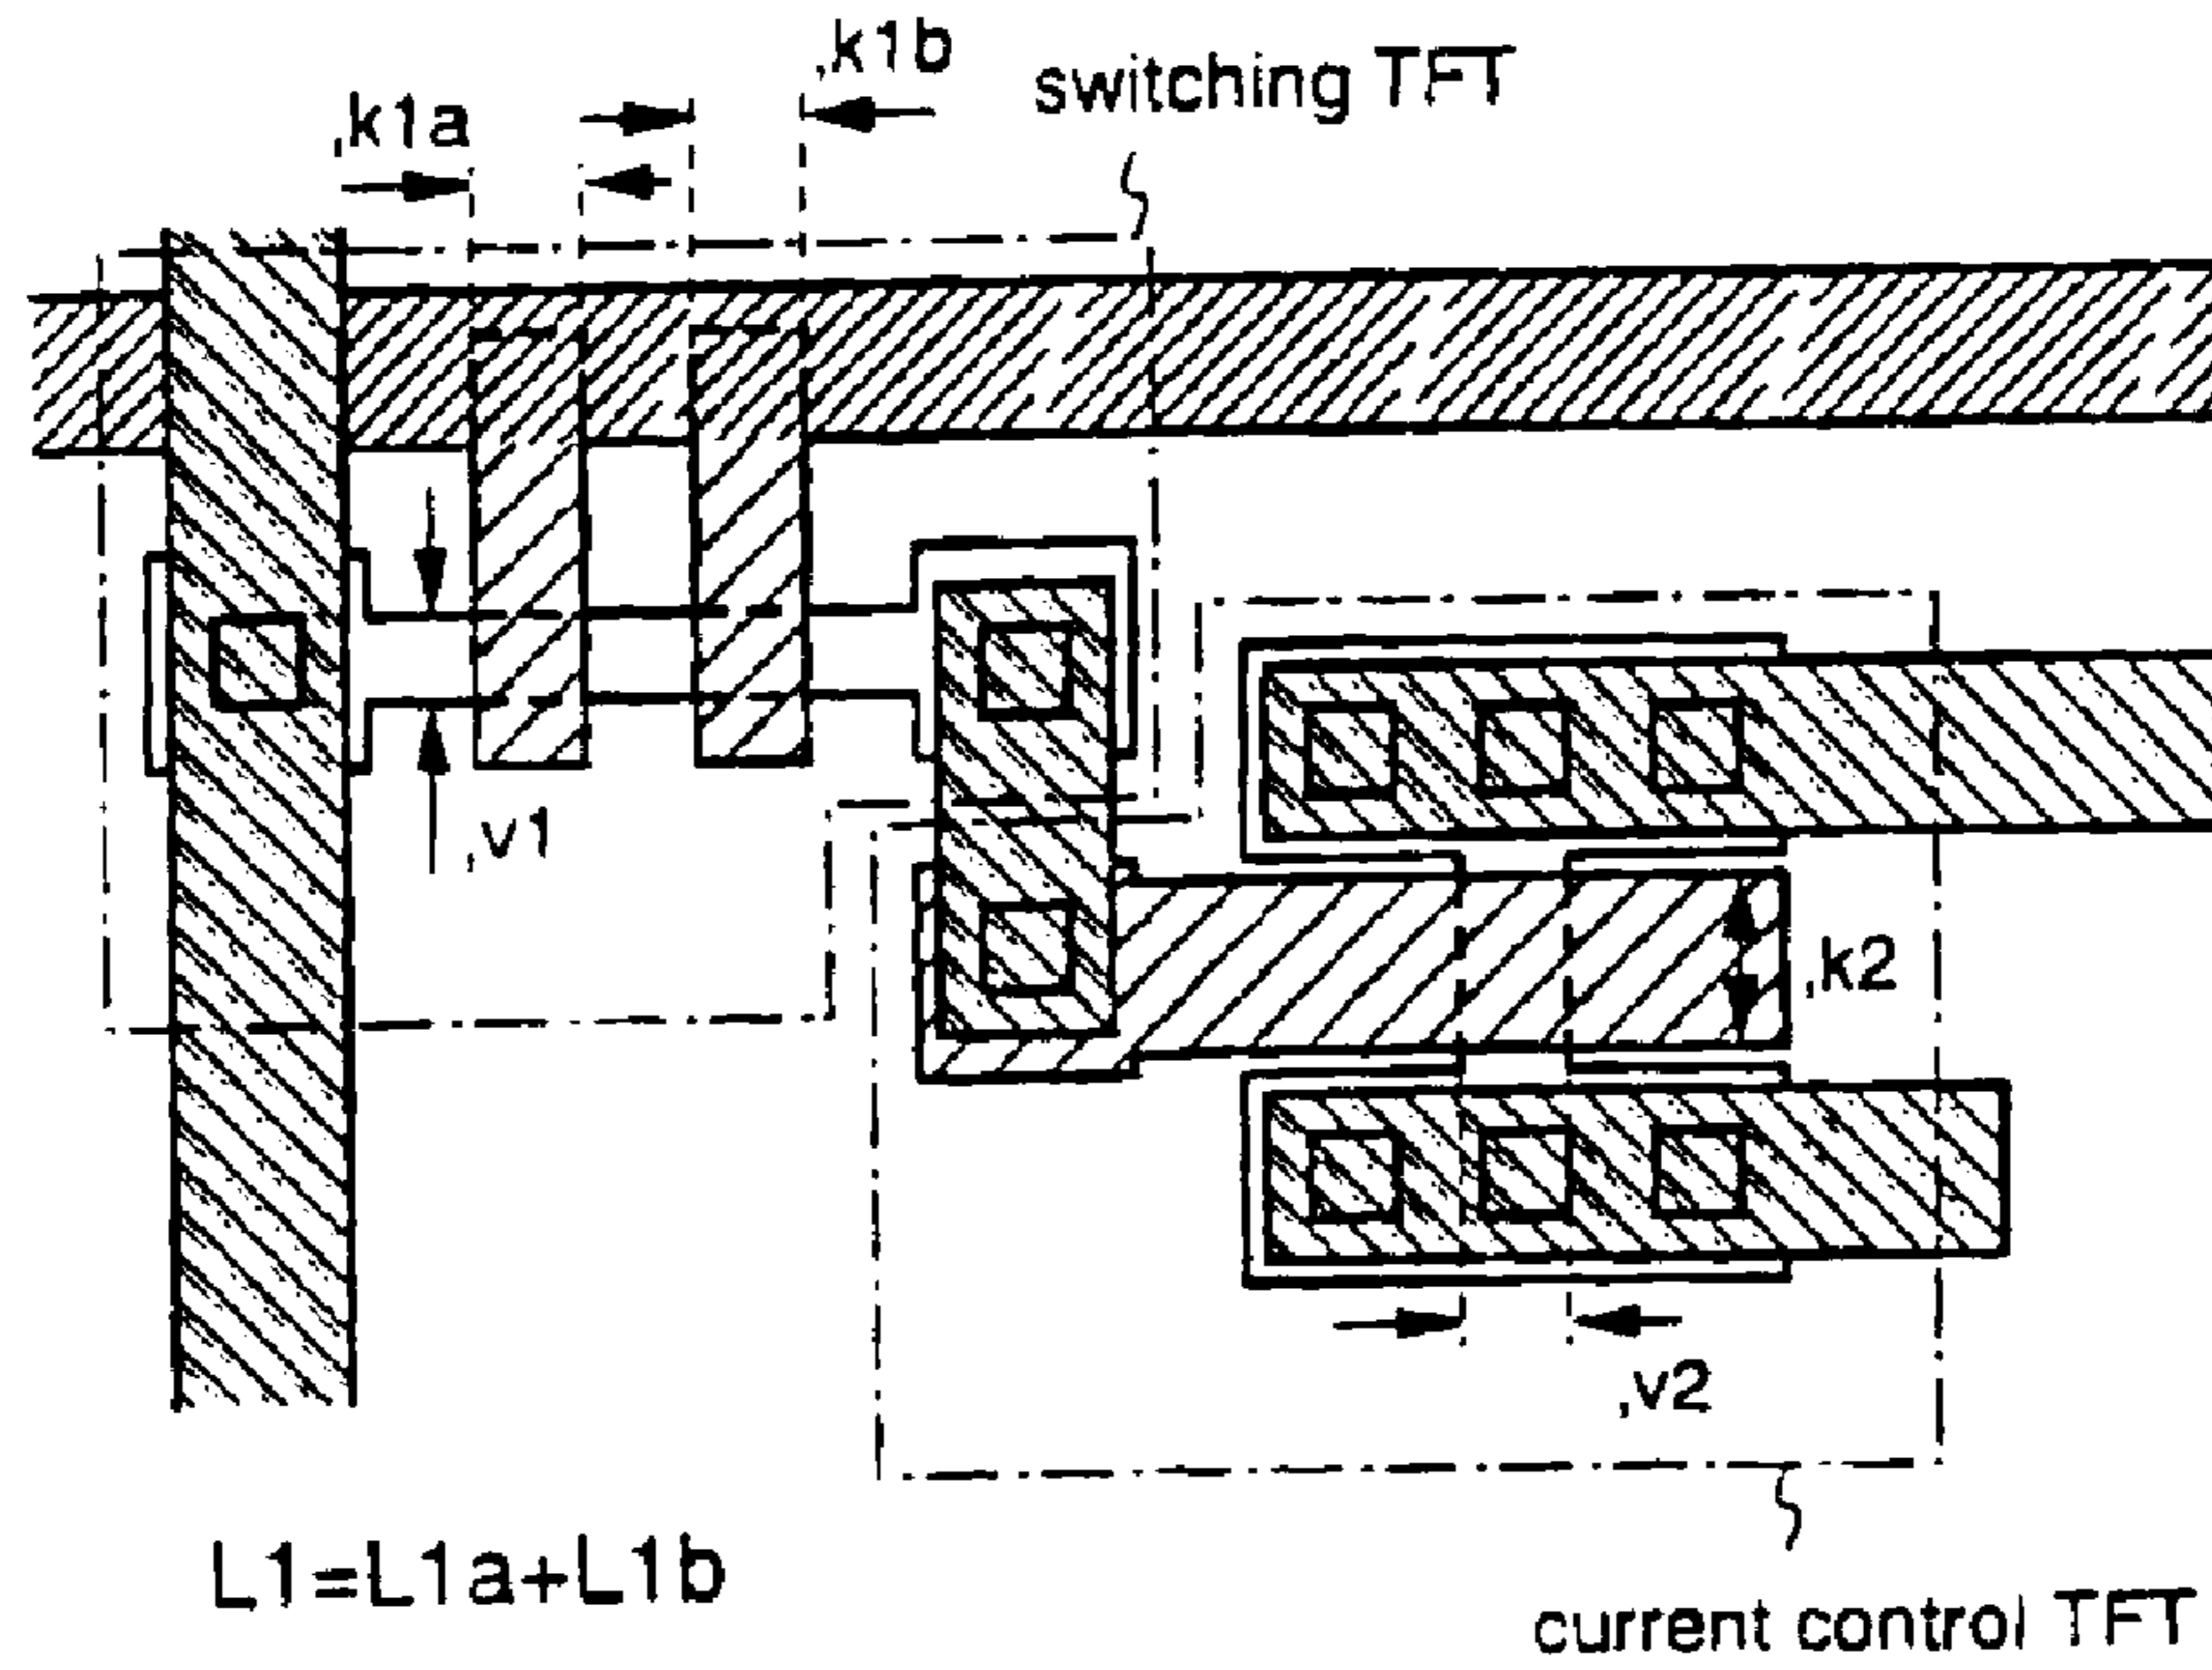 ,k1b
switching TFT
,k1a
,v1
,k2
,v2
L1=L1a+L1b
current control TFT